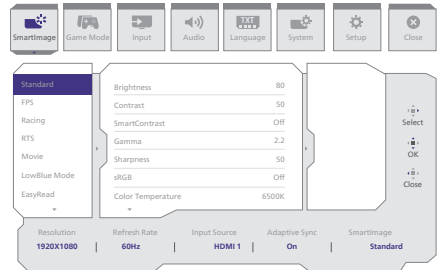 SmartImage
Game Mode
Input
Audio
TXT
Language
System
Setup
Close
Standard
FPS
Racing
RTS
Movie
LowBlue Mode
EasyRead
Brightness 80
Contrast 50
SmartContrast Off
Gamma 2.2
Sharpness 50
sRGB Off
Color Temperature 6500K
Select
OK
Close
Resolution Refresh Rate Input Source Adaptive Sync SmartImage
1920X1080 | 60Hz | HDMI 1 | On | Standard